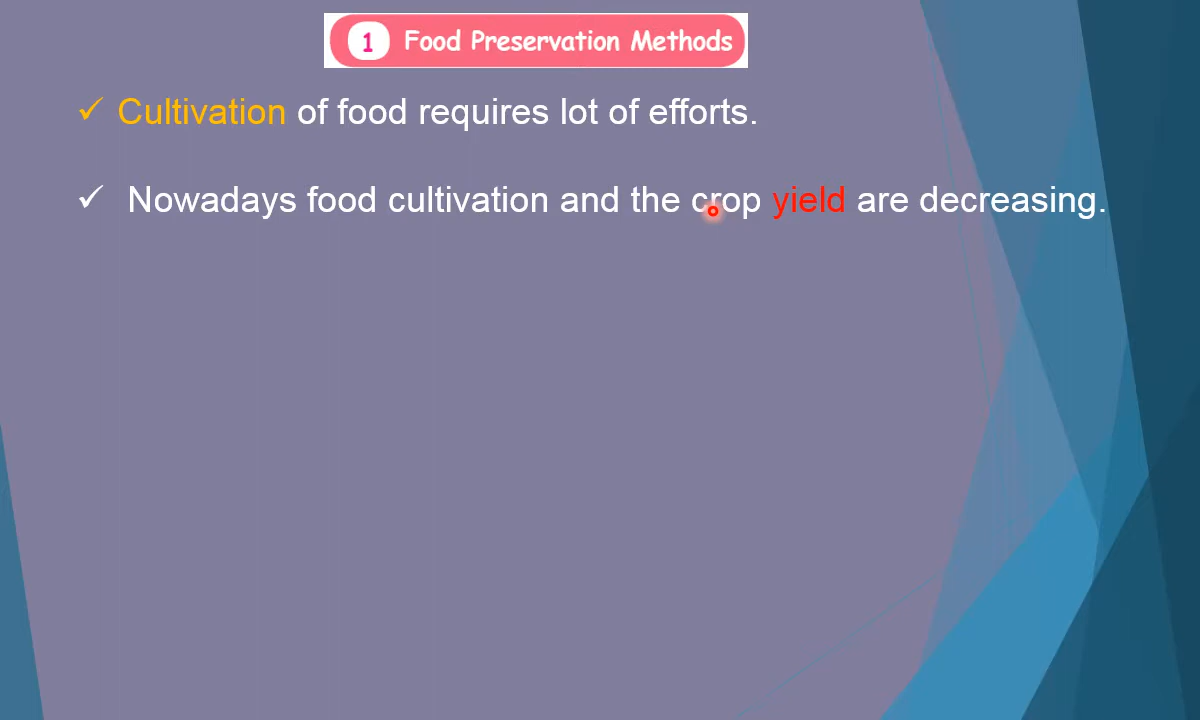 1 Food Preservation Methods
✓ Cultivation of food requires lot of efforts.
✓ Nowadays food cultivation and the crop yield are decreasing.